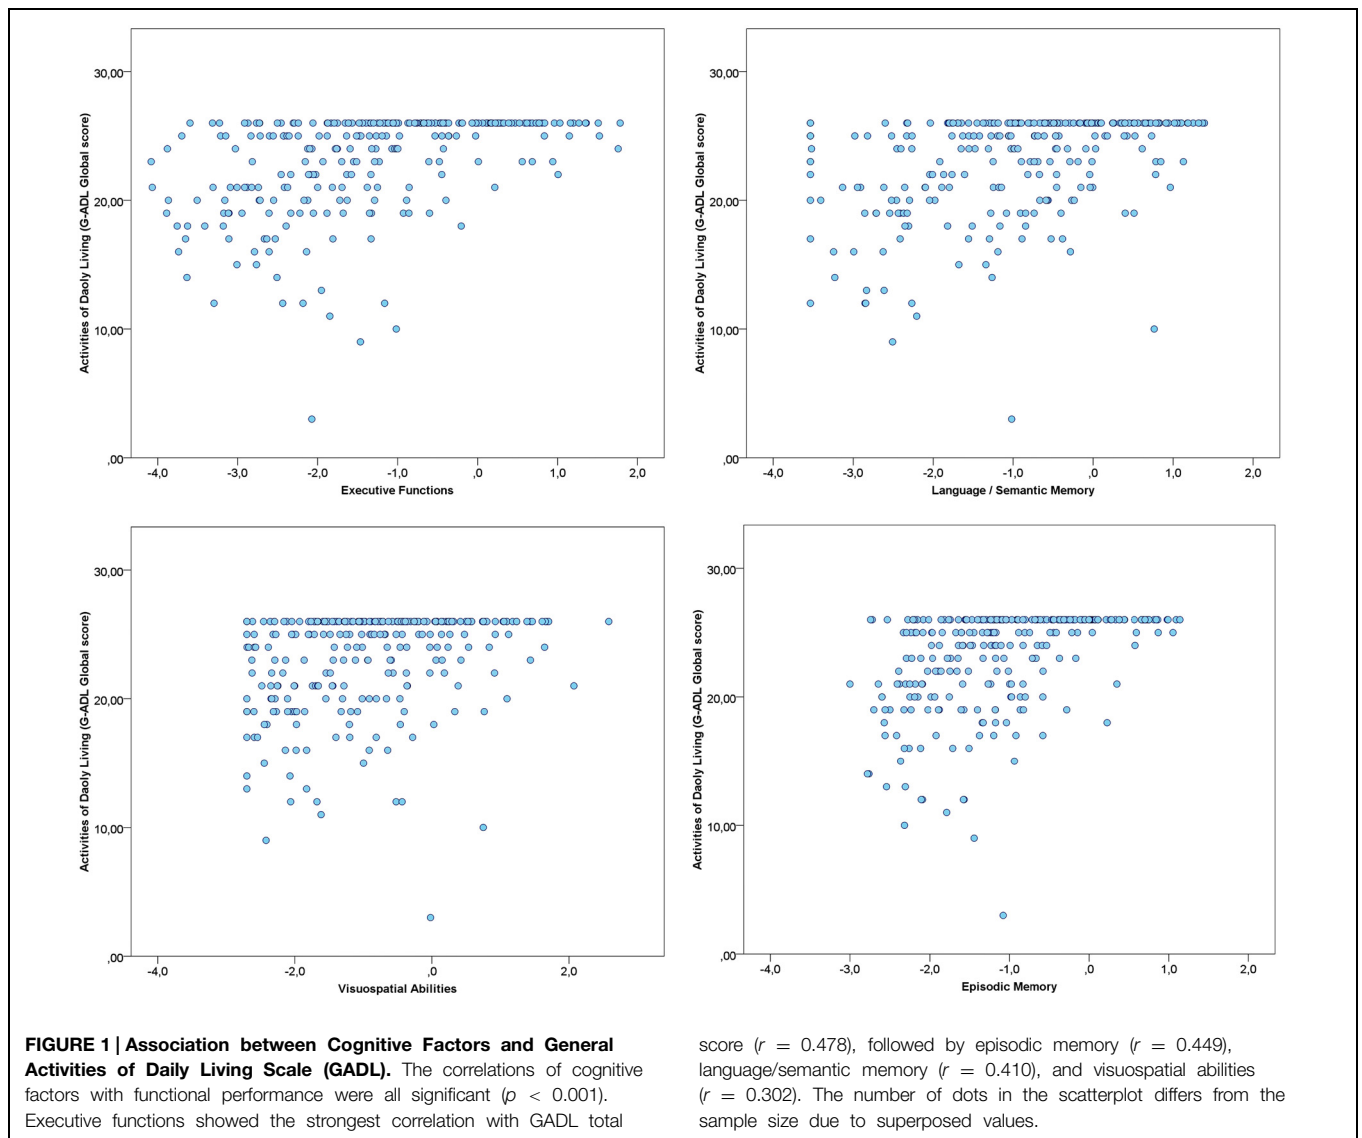 30,00
20,00
10,00
,00
Activities of Daoly Living (G-ADL Global score)
-4,0 -3,0 -2,0 -1,0 ,0 1,0 2,0
Executive Functions
30,00
20,00
10,00
,00
Activities of Daoly Living (G-ADL Global score)
-4,0 -3,0 -2,0 -1,0 ,0 1,0 2,0
Language / Semantic Memory
30,00
20,00
10,00
,00
Activities of Daoly Living (G-ADL Global score)
-4,0 -2,0 ,0 2,0
Visuospatial Abilities
30,00
20,00
10,00
,00
Activities of Daoly Living (G-ADL Global score)
-4,0 -3,0 -2,0 -1,0 ,0 1,0 2,0
Episodic Memory
FIGURE 1 | Association between Cognitive Factors and General
Activities of Daily Living Scale (GADL). The correlations of cognitive
factors with functional performance were all significant (p < 0.001).
Executive functions showed the strongest correlation with GADL total
score (r = 0.478), followed by episodic memory (r = 0.449),
language/semantic memory (r = 0.410), and visuospatial abilities
(r = 0.302). The number of dots in the scatterplot differs from the
sample size due to superposed values.